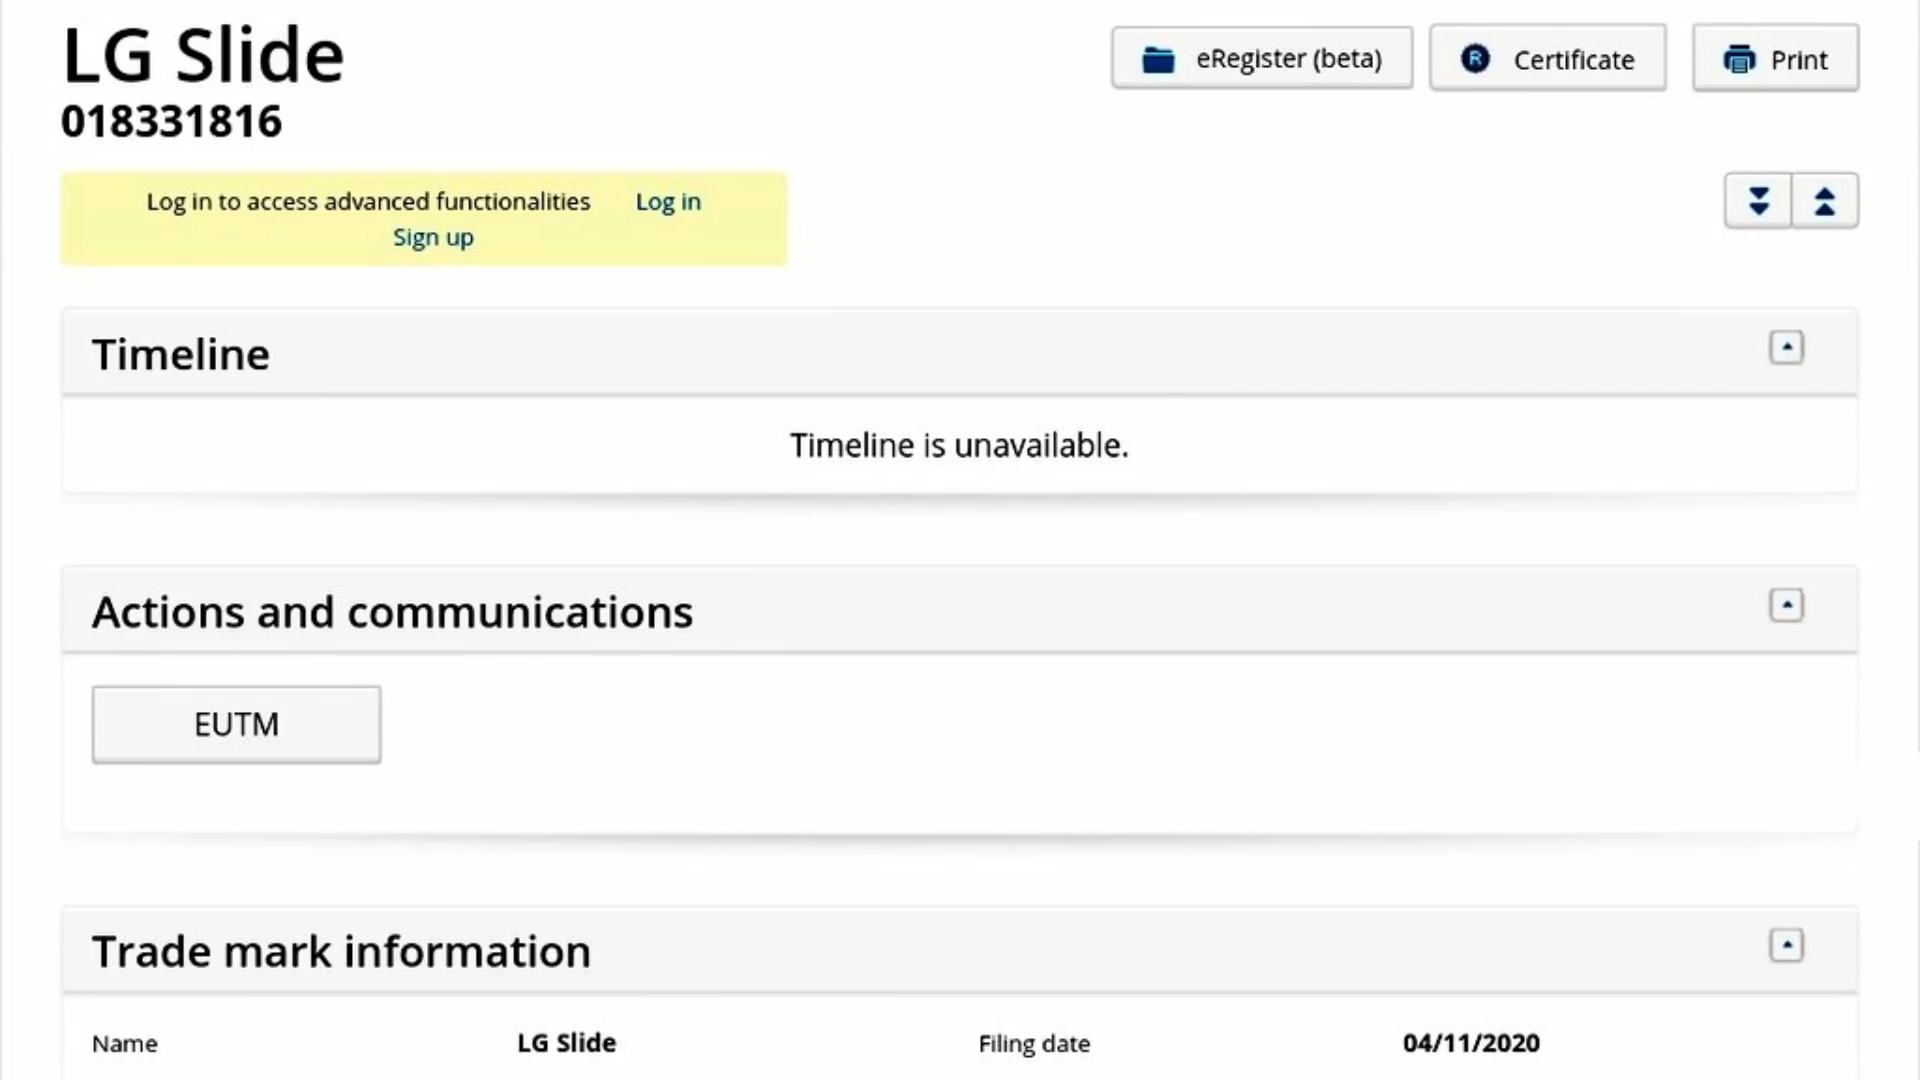 LG Slide
018331816
eRegister (beta)
Certificate
Print
Log in to access advanced functionalities Log in
Sign up
Timeline
Timeline is unavailable.
Actions and communications
EUTM
Trade mark information
Name LG Slide Filing date 04/11/2020